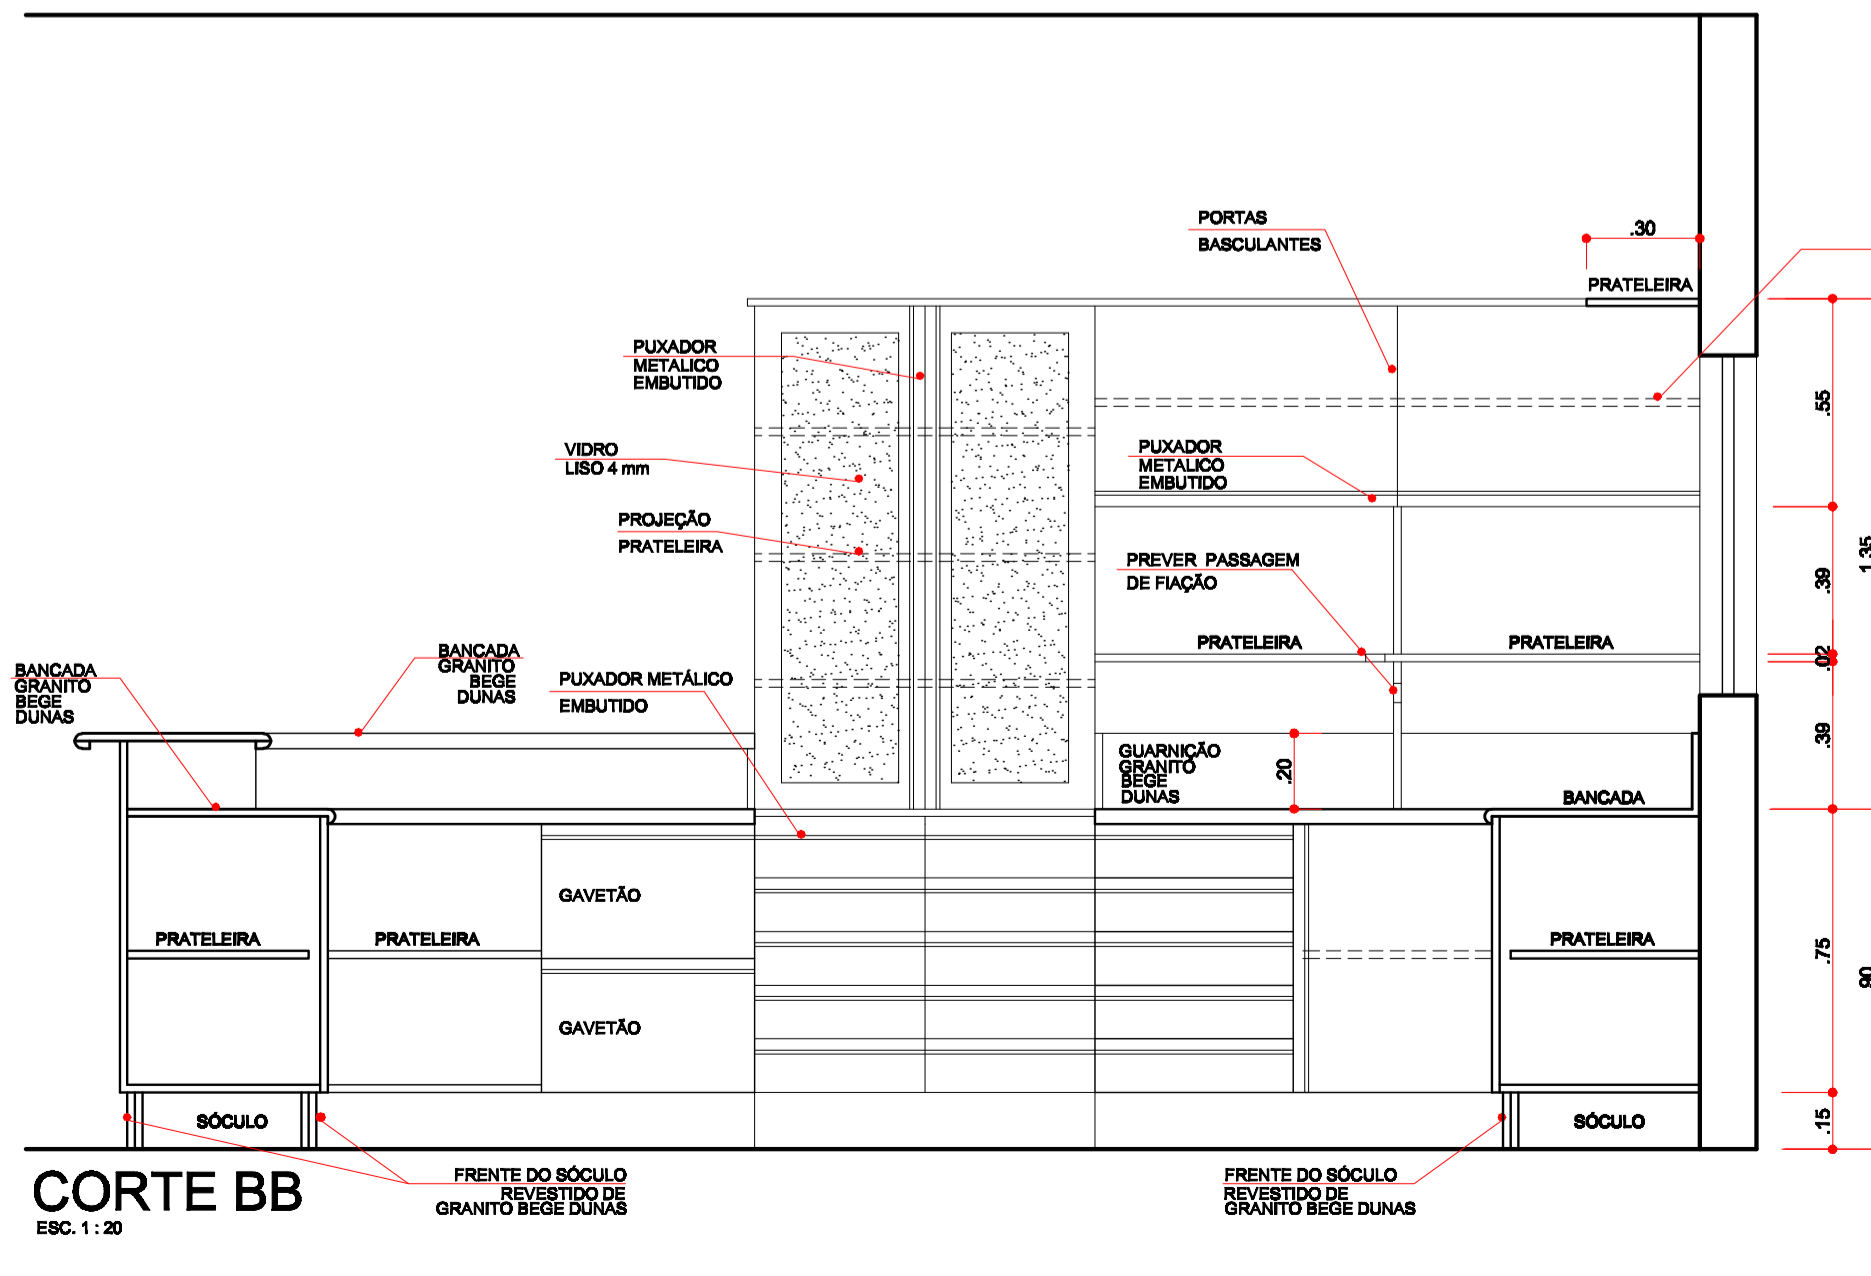 PORTAS
BASCULANTES
.30
PRATELEIRA
PUXADOR
METALICO
EMBUTIDO
.55
VIDRO
LISO 4 mm
PUXADOR
METALICO
EMBUTIDO
PROJEÇÃO
PRATELEIRA
PREVER PASSAGEM
DE FIAÇÃO
1.35
.39
PRATELEIRA
PRATELEIRA
.02
BANCADA
GRANITO
BEGE
DUNAS
BANCADA
GRANITO
BEGE
DUNAS
PUXADOR METÁLICO
EMBUTIDO
.39
GUARNIÇÃO
GRANITO
BEGE
DUNAS
.20
BANCADA
GAVETÃO
PRATELEIRA
PRATELEIRA
PRATELEIRA
.75
.90
GAVETÃO
SÓCULO
SÓCULO
.15
FRENTE DO SÓCULO
REVESTIDO DE
GRANITO BEGE DUNAS
FRENTE DO SÓCULO
REVESTIDO DE
GRANITO BEGE DUNAS
CORTE BB
ESC. 1 : 20